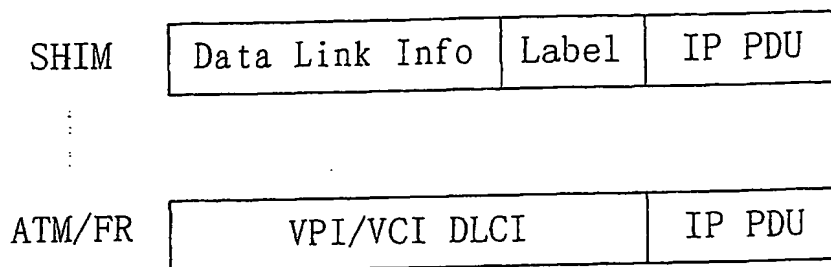 SHIM Data Link Info Label IP PDU
ATM/FR VPI/VCI DLCI IP PDU